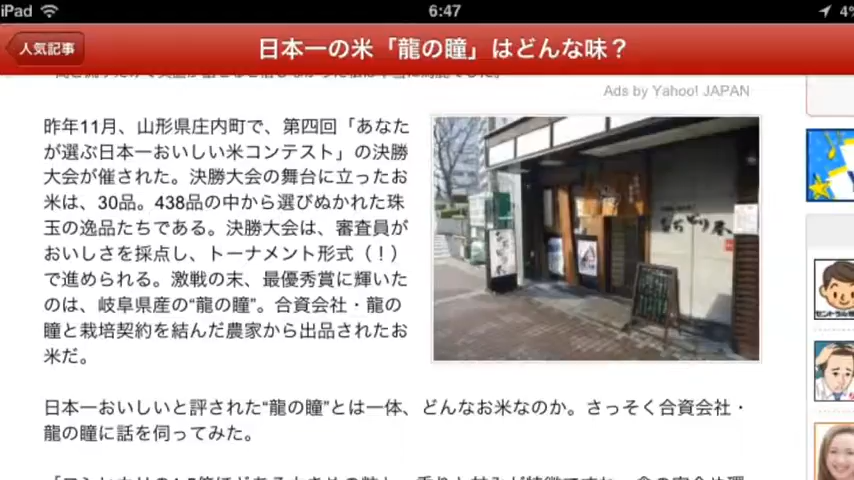 iPad
6:47
4%
人気記事
日本一の米「龍の瞳」はどんな味？
Ads by Yahoo! JAPAN
昨年11月、山形県庄内町で、第四回「あなた
が選ぶ日本一おいしい米コンテスト」の決勝
大会が催された。決勝大会の舞台に立ったお
米は、30品。438品の中から選びぬかれた珠
玉の逸品たちである。決勝大会は、審査員が
おいしさを採点し、トーナメント形式（！）
で進められる。激戦の末、最優秀賞に輝いた
のは、岐阜県産の“龍の瞳”。合資会社・龍の
瞳と栽培契約を結んだ農家から出品されたお
米だ。
日本一おいしいと評された“龍の瞳”とは一体、どんなお米なのか。さっそく合資会社・
龍の瞳に話を伺ってみた。